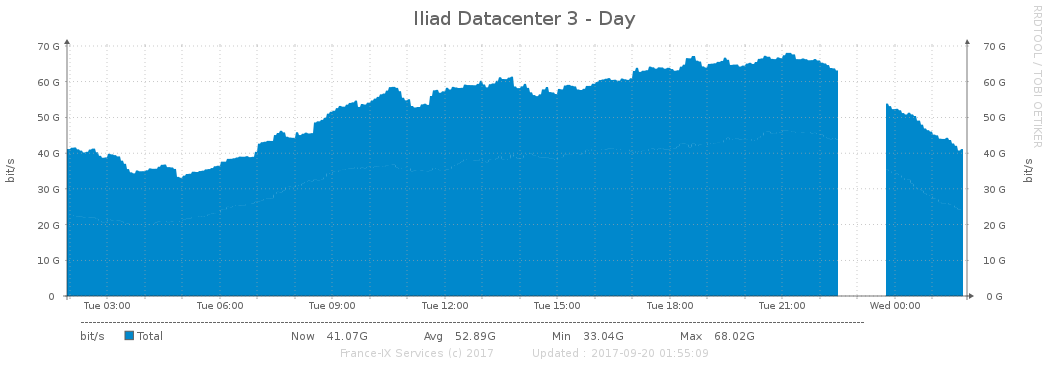 Iliad Datacenter 3 - Day
RRDTOOL / TOBI OETIKER
70 G 70 G
60 G 60 G
50 G 50 G
40 G 40 G
bit/s bit/s
30 G 30 G
20 G 20 G
10 G 10 G
0 0 G
Tue 03:00 Tue 06:00 Tue 09:00 Tue 12:00 Tue 15:00 Tue 18:00 Tue 21:00 Wed 00:00
bit/s Total Now 41.07G Avg 52.89G Min 33.04G Max 68.02G
France-IX Services (c) 2017 Updated : 2017-09-20 01:55:09